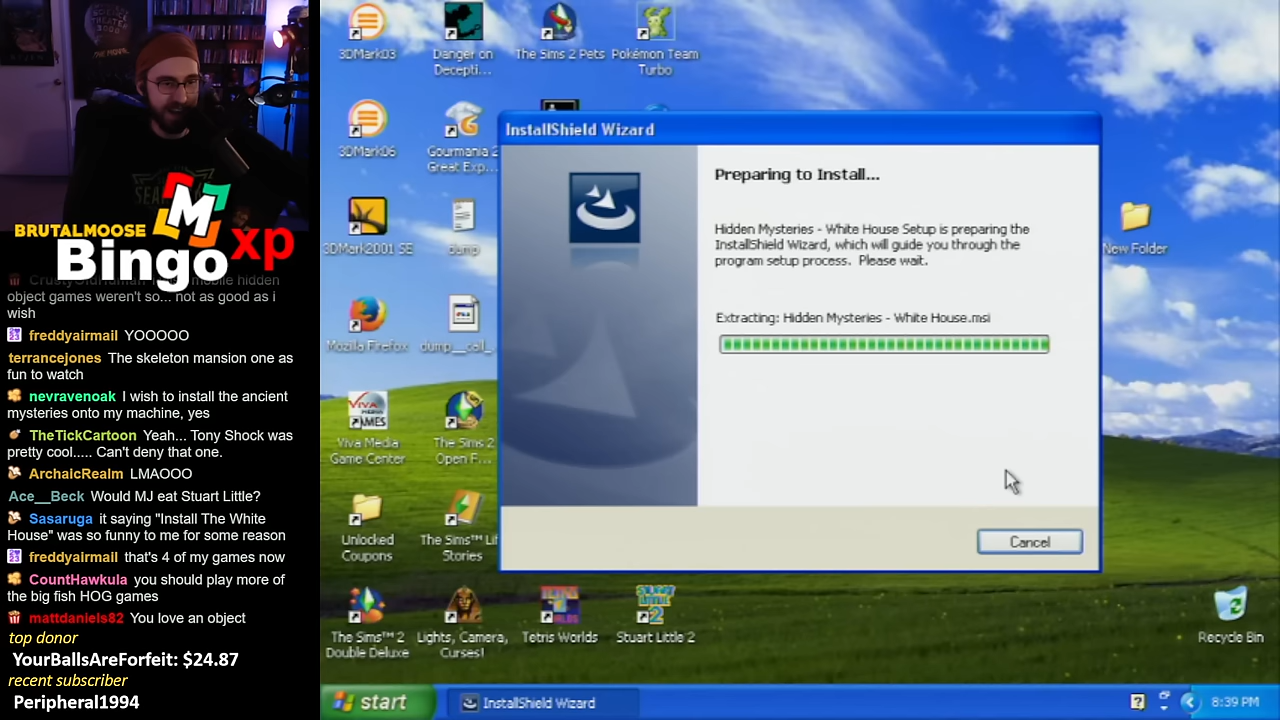 BRUTALMOOSE
M
Bingo xp
object games weren't so... not as good as i
wish
freddyairmail YOOOOO
terrancejones The skeleton mansion one as
fun to watch
nevravenoak I wish to install the ancient
mysteries onto my machine, yes
TheTickCartoon Yeah... Tony Shock was
pretty cool..... Can't deny that one.
ArchaicRealm LMAOOO
Ace__Beck Would MJ eat Stuart Little?
Sasaruga it saying "Install The White
House" was so funny to me for some reason
freddyairmail that's 4 of my games now
CountHawkula you should play more of
the big fish HOG games
mattdaniels82 You love an object
top donor
YourBallsAreForfeit: $24.87
recent subscriber
Peripheral1994
3DMark03
Danger on
Decepti...
The Sims 2 Pets
Pokémon Team
Turbo
3DMark06
Gourmania 2
Great Exp...
3DMark2001 SE
dump
Mozilla Firefox
dump__call_
Viva Media
Game Center
The Sims 2
Open F...
Unlocked
Coupons
The Sims™ Lif
Stories
The Sims™ 2
Double Deluxe
Lights, Camera,
Curses!
Tetris Worlds
Stuart Little 2
New Folder
Recycle Bin
InstallShield Wizard
Preparing to Install...
Hidden Mysteries - White House Setup is preparing the
InstallShield Wizard, which will guide you through the
program setup process. Please wait.
Extracting: Hidden Mysteries - White House.msi
Cancel
start
InstallShield Wizard
8:39 PM